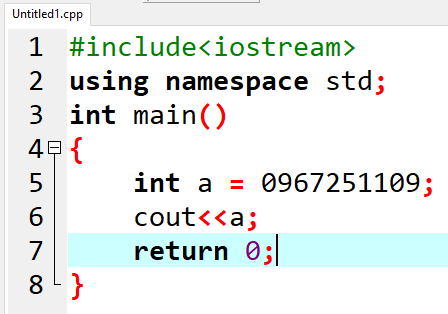 Untitled1.cpp
1 #include<iostream>
2 using namespace std;
3 int main()
4 {
5 int a = 0967251109;
6 cout<<a;
7 return 0;
8 }